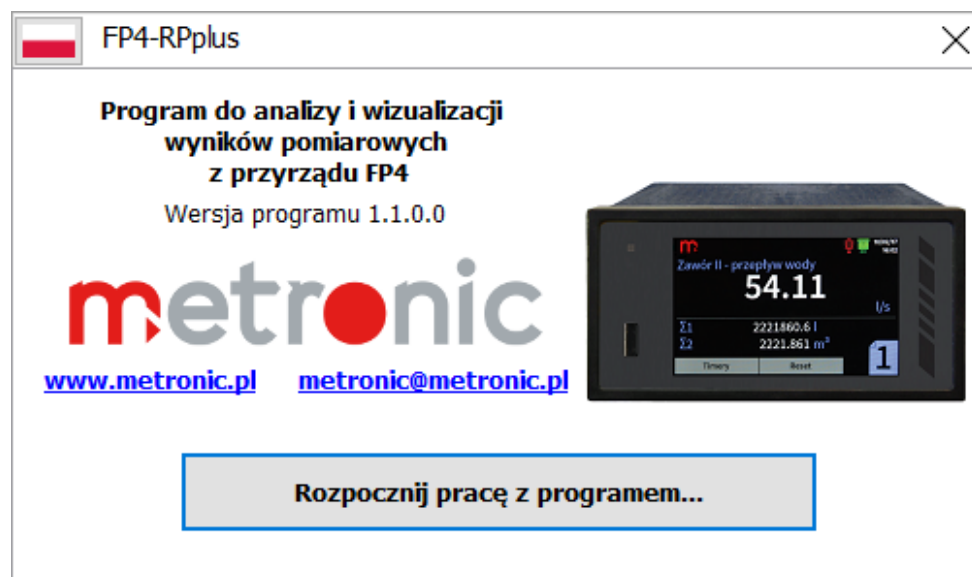 FP4-RPplus
Program do analizy i wizualizacji
wyników pomiarowych
z przyrządu FP4
Wersja programu 1.1.0.0
metronic
www.metronic.pl metronic@metronic.pl
Zawór II - przepływ wody
54.11
l/s
Σ1 2221860.6 l
Σ2 2221.861 m³
1
Timery Reset
Rozpocznij pracę z programem...